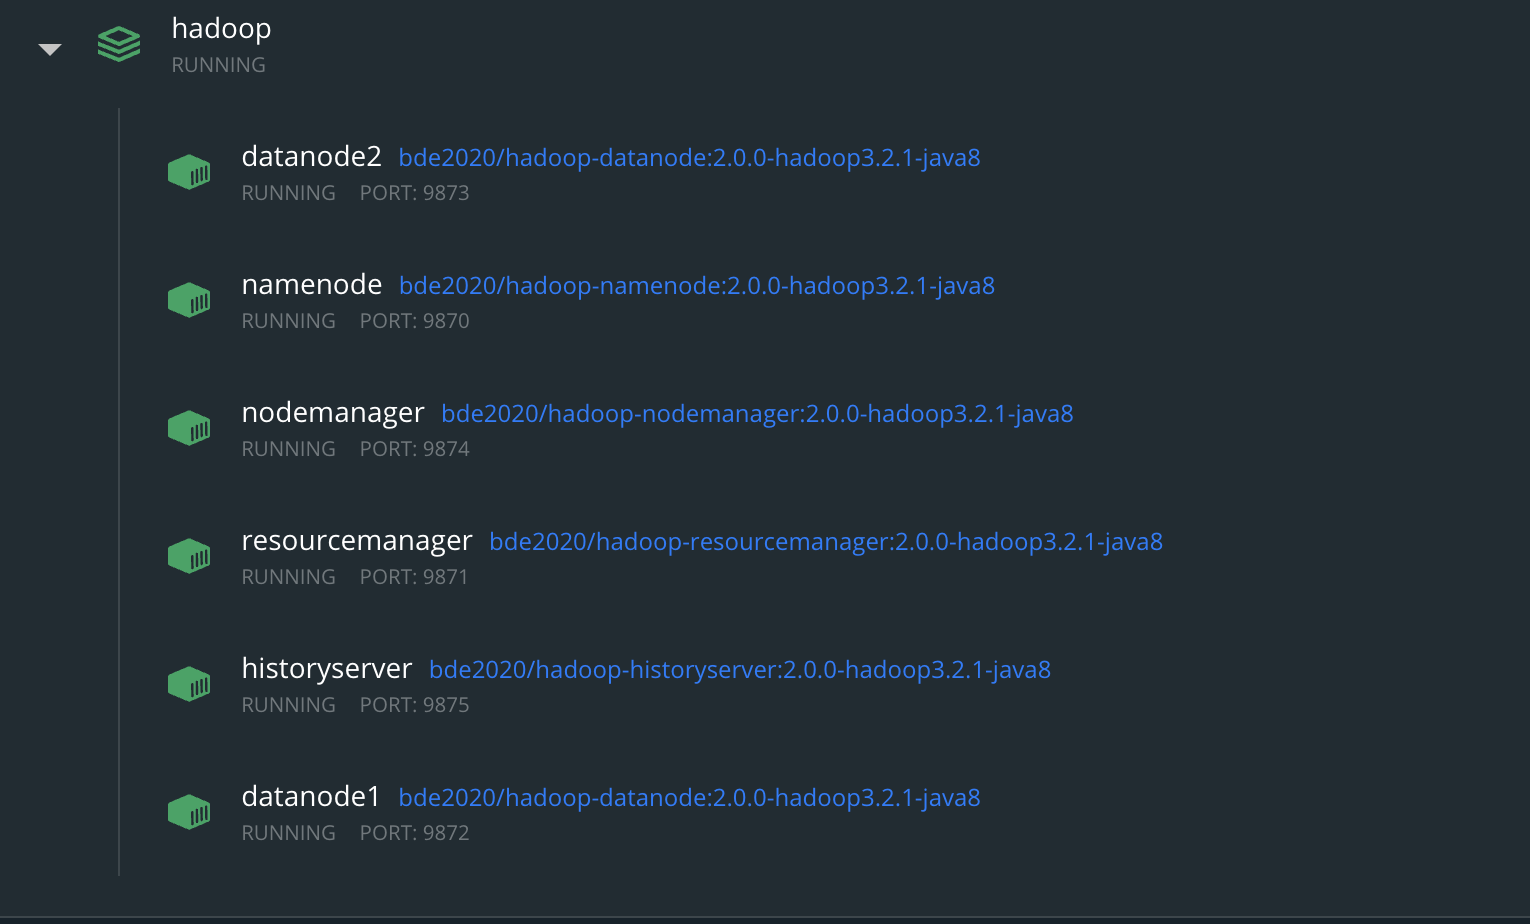 hadoop
RUNNING
datanode2 bde2020/hadoop-datanode:2.0.0-hadoop3.2.1-java8
RUNNING PORT: 9873
namenode bde2020/hadoop-namenode:2.0.0-hadoop3.2.1-java8
RUNNING PORT: 9870
nodemanager bde2020/hadoop-nodemanager:2.0.0-hadoop3.2.1-java8
RUNNING PORT: 9874
resourcemanager bde2020/hadoop-resourcemanager:2.0.0-hadoop3.2.1-java8
RUNNING PORT: 9871
historyserver bde2020/hadoop-historyserver:2.0.0-hadoop3.2.1-java8
RUNNING PORT: 9875
datanode1 bde2020/hadoop-datanode:2.0.0-hadoop3.2.1-java8
RUNNING PORT: 9872